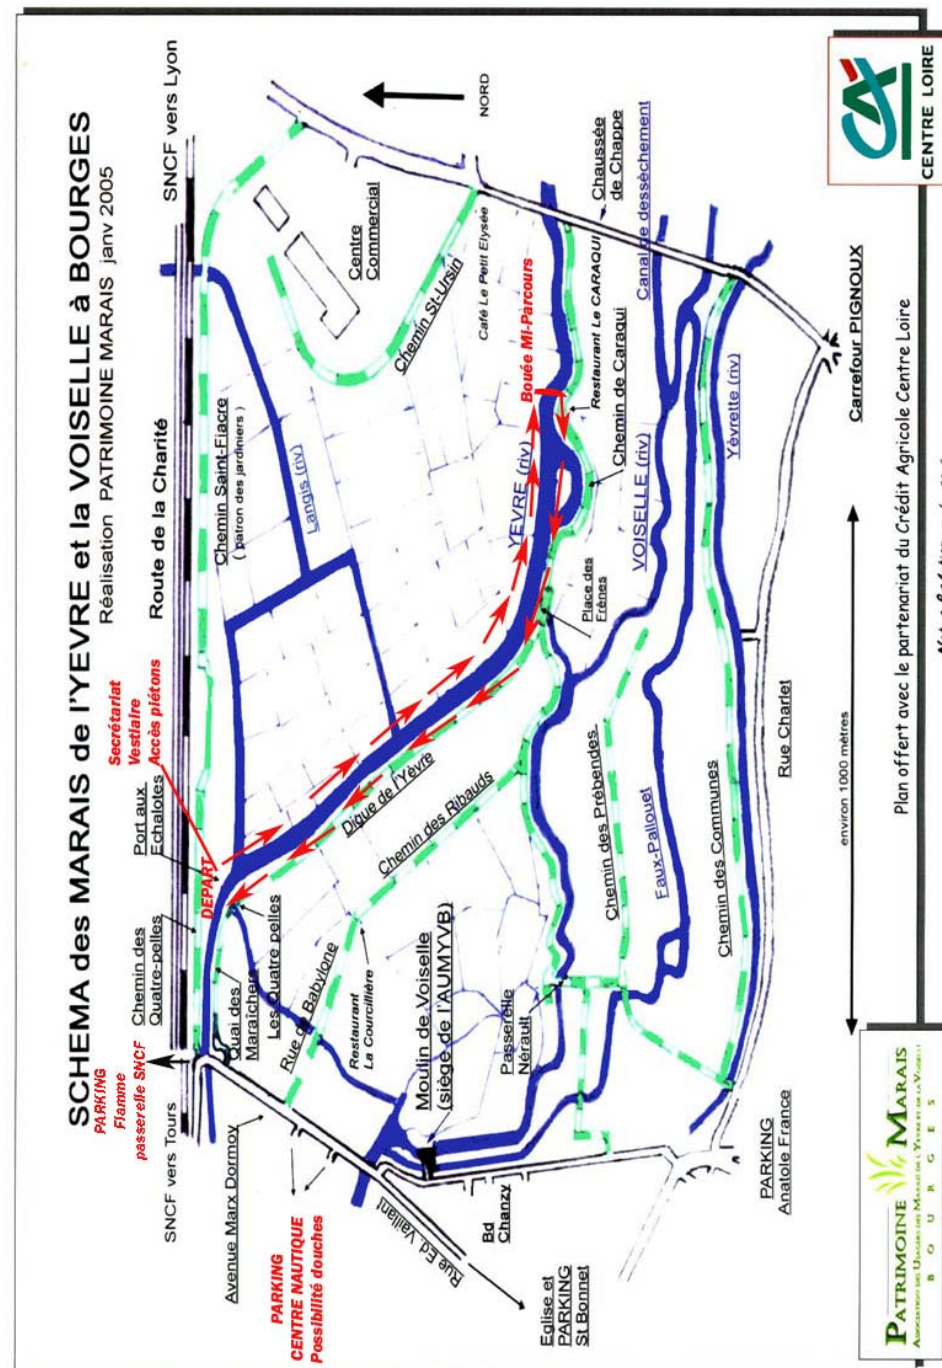 SCHEMA des MARAIS de l'YEVRE et la VOISELLE à BOURGES
Réalisation PATRIMOINE MARAIS janv 2005
SNCF vers Tours
SNCF vers Lyon
PARKING
Flamme
passerelle SNCF
Secrétariat
Vestiaire
Accès piétons
Route de la Charité
Chemin des
Quatre-pelles
Port aux
Echalotes
Chemin Saint-Fiacre
( patron des jardiniers )
NORD
DEPART
Langis (riv)
Centre
Commercial
Avenue Marx Dormoy
Quai des
Maraichers
Les Quatre pelles
Rue de Babylone
Digue de l'Yèvre
Chemin St-Ursin
Café Le Petit Elysée
PARKING
CENTRE NAUTIQUE
Possibilité douches
Restaurant
La Courcillière
Chemin des Ribauds
YEVRE (riv)
Bouée Mi-Parcours
Rue Ed. Vaillant
Moulin de Voiselle
(siège de l'AUMYVB)
Place des
Frênes
Restaurant Le CARAQUI
Chemin de Caraqui
Chaussée
de Chappe
Canal de dessèchement
Bd
Chanzy
Passerelle
Nérault
Chemin des Prébendes
VOISELLE (riv)
Faux-Pallouet
Eglise et
PARKING
St Bonnet
Chemin des Communes
Yèvrette (riv)
PARKING
Anatole France
Rue Charlet
Carrefour PIGNOUX
environ 1000 mètres
Plan offert avec le partenariat du Crédit Agricole Centre Loire
PATRIMOINE MARAIS
BOURGES
CA
CENTRE LOIRE